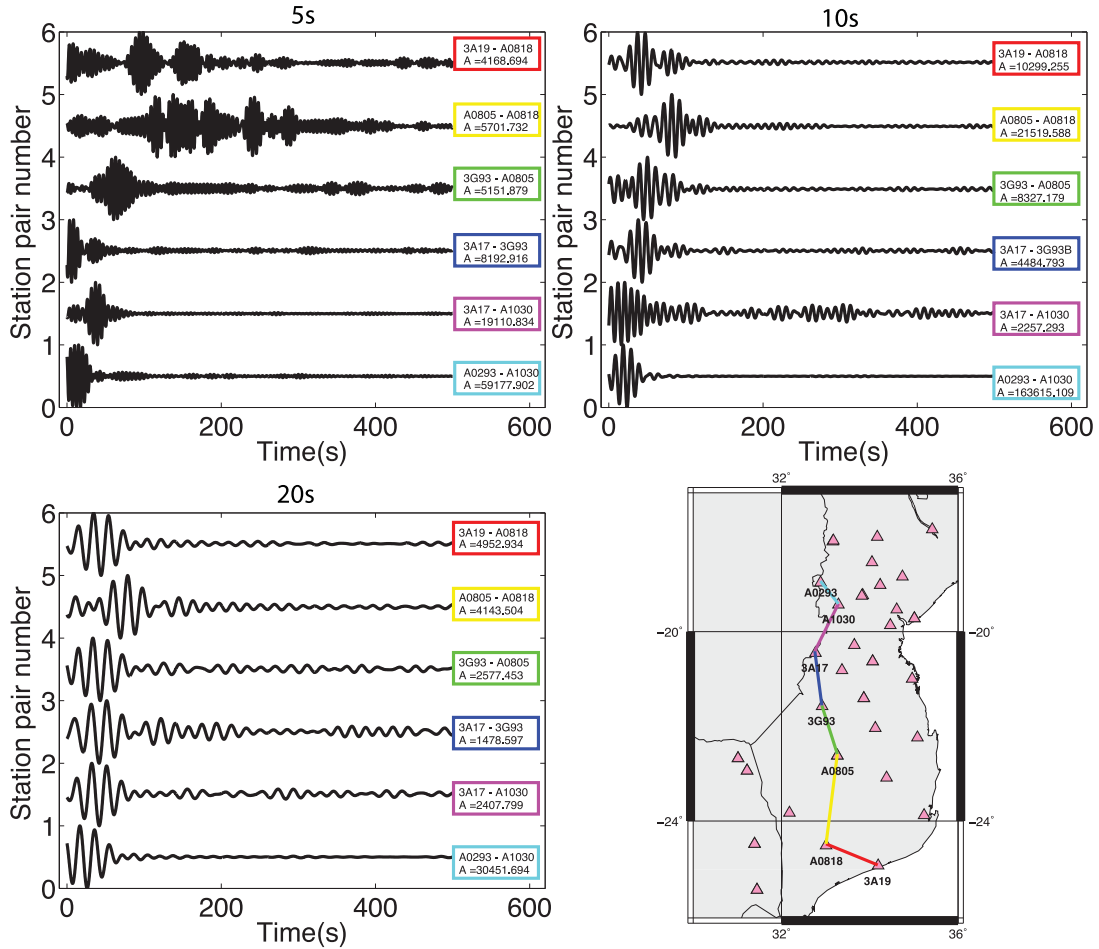 5s
Station pair number
6
5
4
3
2
1
0
3A19 - A0818
A =4168.694
A0805 - A0818
A =5701.732
3G93 - A0805
A =5151.879
3A17 - 3G93
A =8192.916
3A17 - A1030
A =19110.834
A0293 - A1030
A =59177.902
0 200 400 600
Time(s)
10s
Station pair number
6
5
4
3
2
1
0
3A19 - A0818
A =10299.255
A0805 - A0818
A =21519.588
3G93 - A0805
A =8327.179
3A17 - 3G93B
A =4484.793
3A17 - A1030
A =2257.293
A0293 - A1030
A =163615.109
0 200 400 600
Time(s)
20s
Station pair number
6
5
4
3
2
1
0
3A19 - A0818
A =4952.934
A0805 - A0818
A =4143.504
3G93 - A0805
A =2577.453
3A17 - 3G93
A =1478.597
3A17 - A1030
A =2407.799
A0293 - A1030
A =30451.694
0 200 400 600
Time(s)
32° 36°
A0293
A1030
−20 −20
3A17
3G93
A0805
−24 −24
A0818
3A19
32° 36°